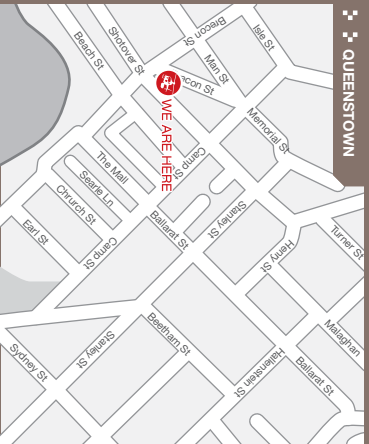 QUEENSTOWN
Brecon St
Isle St
Shotover St
Beach St
Man St
econ St
WE ARE HERE
Memorial St
Camp St
The Mall
Searle Ln
Chrurch St
Earl St
Camp St
Ballarat St
Stanley St
Henry St
Turner St
Malaghan
Beetham St
Stanley St
Sydney St
Hallenstein St
Ballarat St